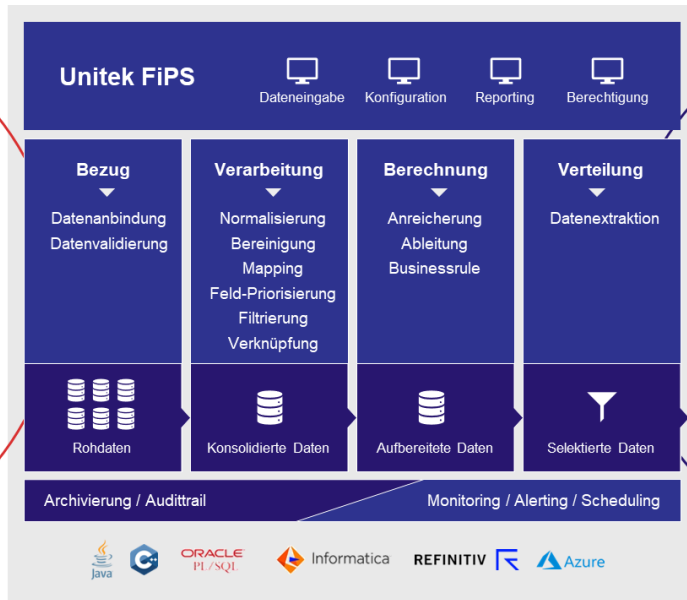 Unitek FiPS
Dateneingabe
Konfiguration
Reporting
Berechtigung
Bezug
Datenanbindung
Datenvalidierung
Rohdaten
Verarbeitung
Normalisierung
Bereinigung
Mapping
Feld-Priorisierung
Filtrierung
Verknüpfung
Konsolidierte Daten
Berechnung
Anreicherung
Ableitung
Businessrule
Aufbereitete Daten
Verteilung
Datenextraktion
Selektierte Daten
Archivierung / Audittrail
Monitoring / Alerting / Scheduling
Java
C++
ORACLE
PL/SQL
Informatica
REFINITIV
Azure